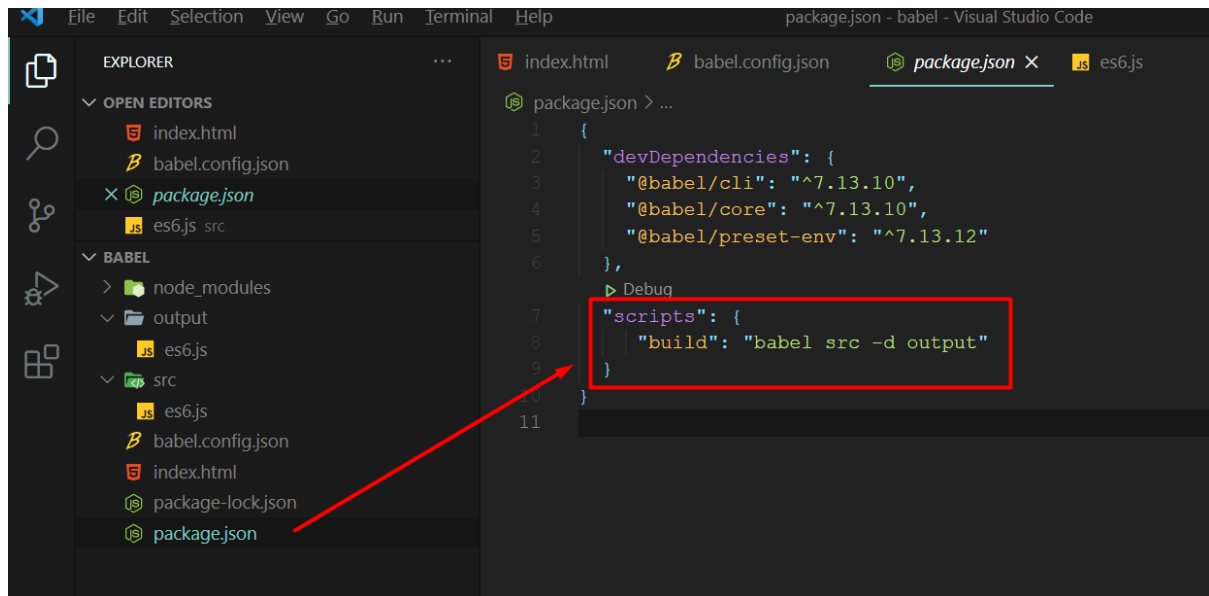 File Edit Selection View Go Run Terminal Help package.json - babel - Visual Studio Code
EXPLORER ···
index.html babel.config.json package.json es6.js
OPEN EDITORS
index.html
babel.config.json
package.json
es6.js src
BABEL
node_modules
output
es6.js
src
es6.js
babel.config.json
index.html
package-lock.json
package.json
package.json > ...
1 {
2 "devDependencies": {
3 "@babel/cli": "^7.13.10",
4 "@babel/core": "^7.13.10",
5 "@babel/preset-env": "^7.13.12"
6 },
Debug
7 "scripts": {
8 "build": "babel src -d output"
9 }
10 }
11